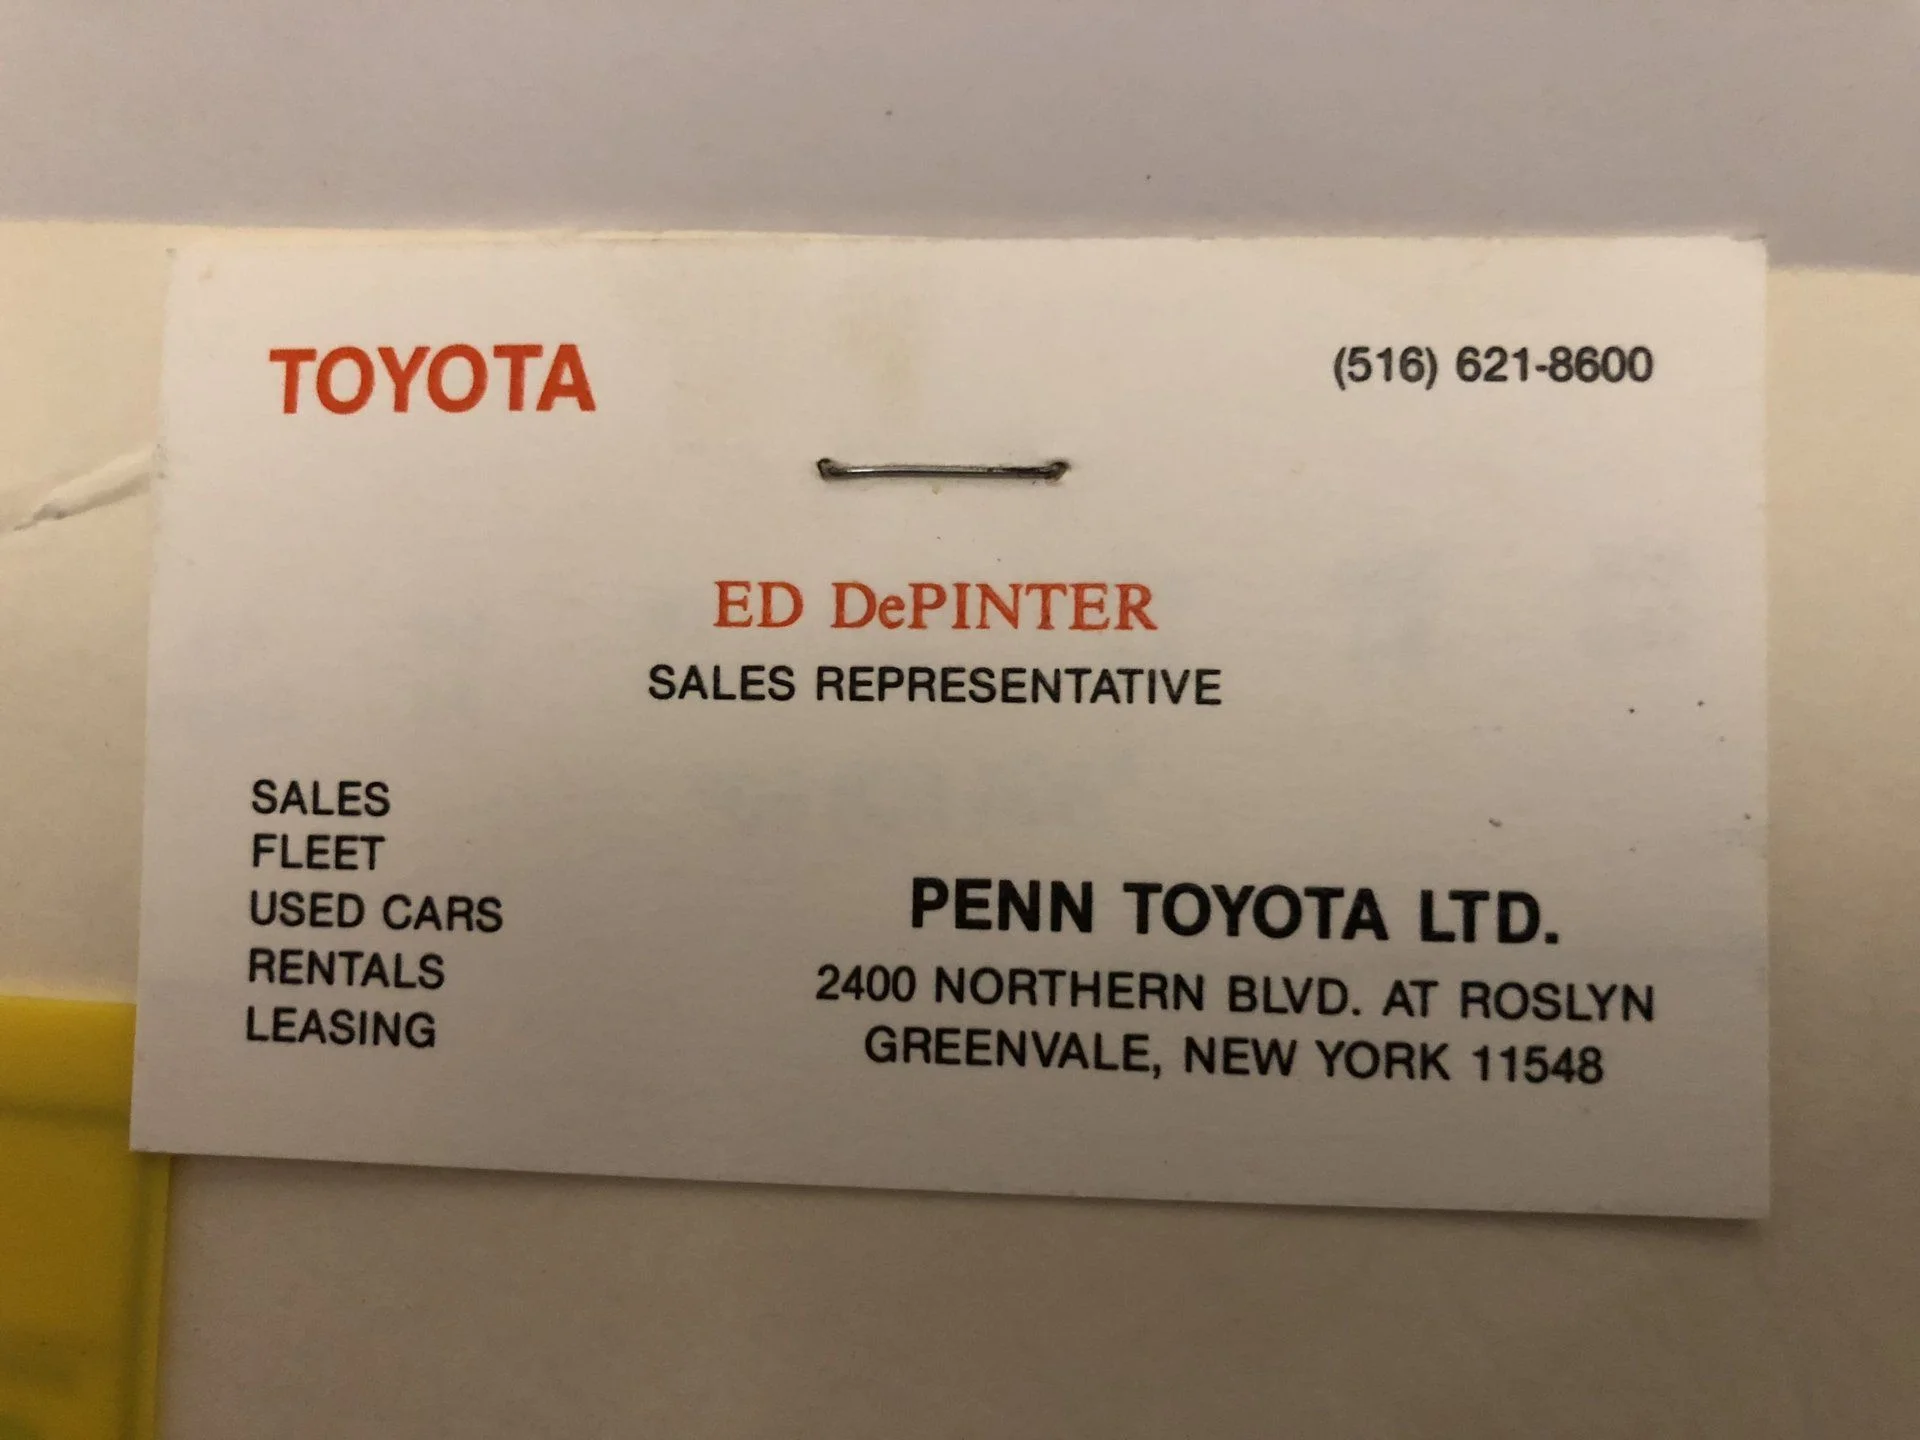 TOYOTA
(516) 621-8600
ED DePINTER
SALES REPRESENTATIVE
SALES
FLEET
USED CARS
RENTALS
LEASING
PENN TOYOTA LTD.
2400 NORTHERN BLVD. AT ROSLYN
GREENVALE, NEW YORK 11548